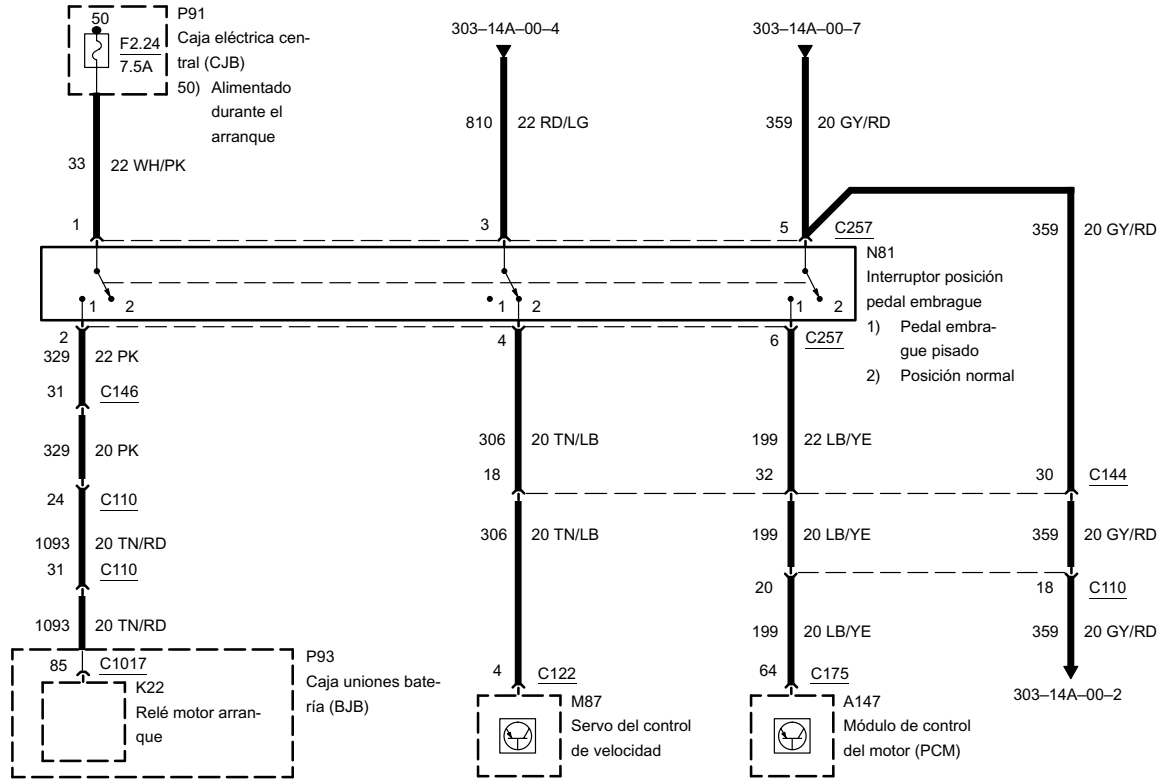 50
P91
Caja eléctrica cen-
tral (CJB)
50) Alimentado
durante el
arranque
F2.24
7.5A
303–14A–00–4
303–14A–00–7
33
22 WH/PK
810
22 RD/LG
359
20 GY/RD
359
20 GY/RD
1
3
5
C257
N81
Interruptor posición
pedal embrague
1) Pedal embra-
gue pisado
2) Posición normal
1
2
1
2
1
2
2
4
6
C257
329
22 PK
31
C146
329
20 PK
306
20 TN/LB
199
22 LB/YE
18
32
30
C144
24
C110
1093
20 TN/RD
306
20 TN/LB
199
20 LB/YE
359
20 GY/RD
31
C110
20
18
C110
1093
20 TN/RD
199
20 LB/YE
359
20 GY/RD
85
C1017
P93
Caja uniones bate-
ría (BJB)
K22
Relé motor arran-
que
4
C122
M87
Servo del control
de velocidad
64
C175
A147
Módulo de control
del motor (PCM)
303–14A–00–2